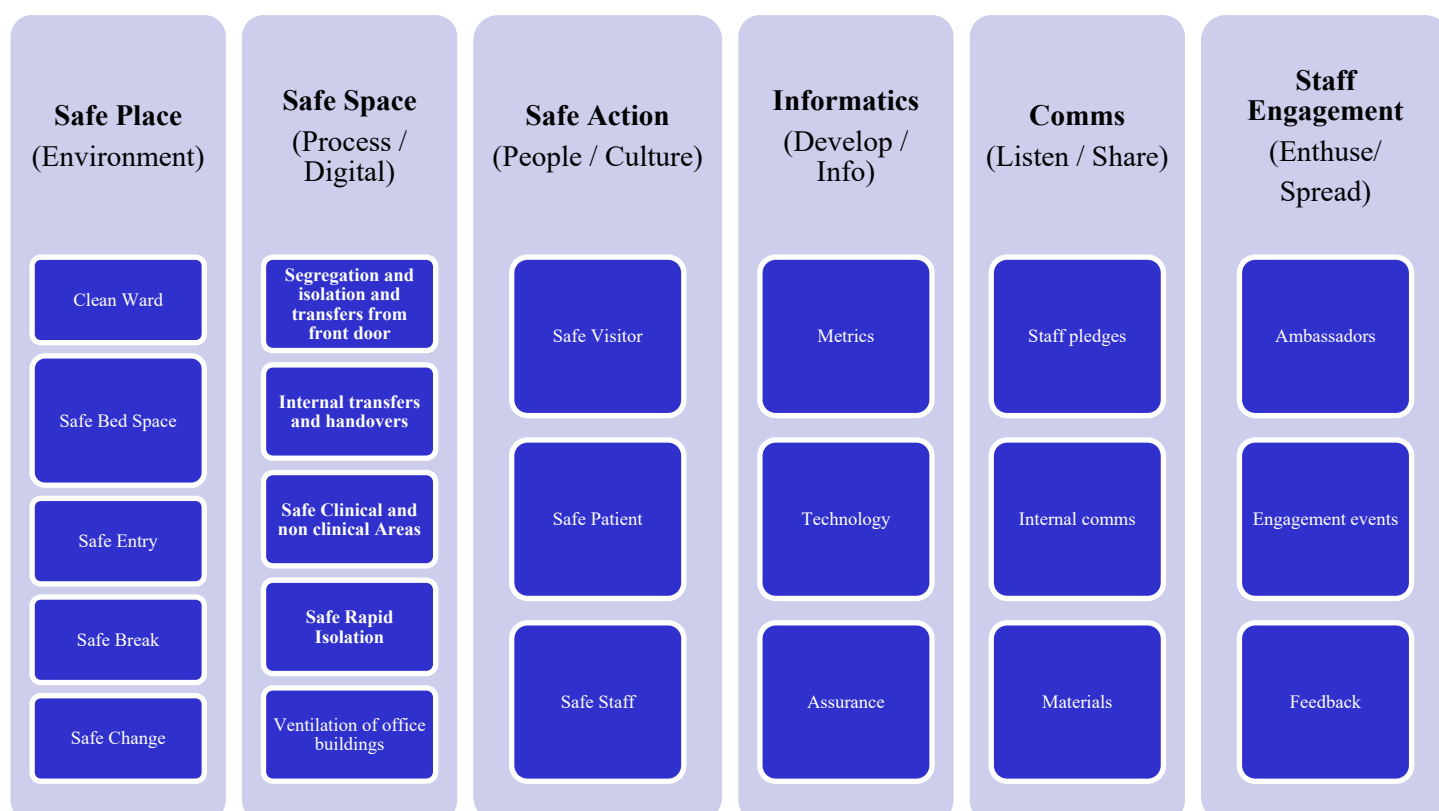 Safe Place
(Environment)
Clean Ward
Safe Bed Space
Safe Entry
Safe Break
Safe Change
Safe Space
(Process /
Digital)
Segregation and
isolation and
transfers from
front door
Internal transfers
and handovers
Safe Clinical and
non clinical Areas
Safe Rapid
Isolation
Ventilation of office
buildings
Safe Action
(People / Culture)
Safe Visitor
Safe Patient
Safe Staff
Informatics
(Develop /
Info)
Metrics
Technology
Assurance
Comms
(Listen / Share)
Staff pledges
Internal comms
Materials
Staff
Engagement
(Enthuse/
Spread)
Ambassadors
Engagement events
Feedback